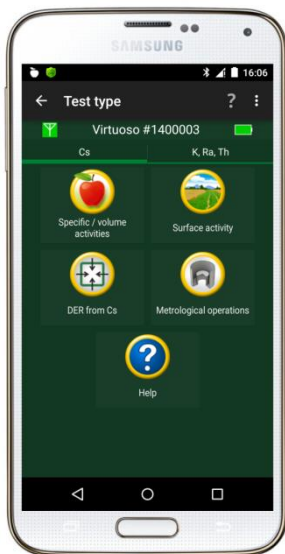 SAMSUNG
16:06
Test type
?
Virtuoso #1400003
Cs
K, Ra, Th
Specific / volume
activities
Surface activity
DER from Cs
Metrological operations
?
Help